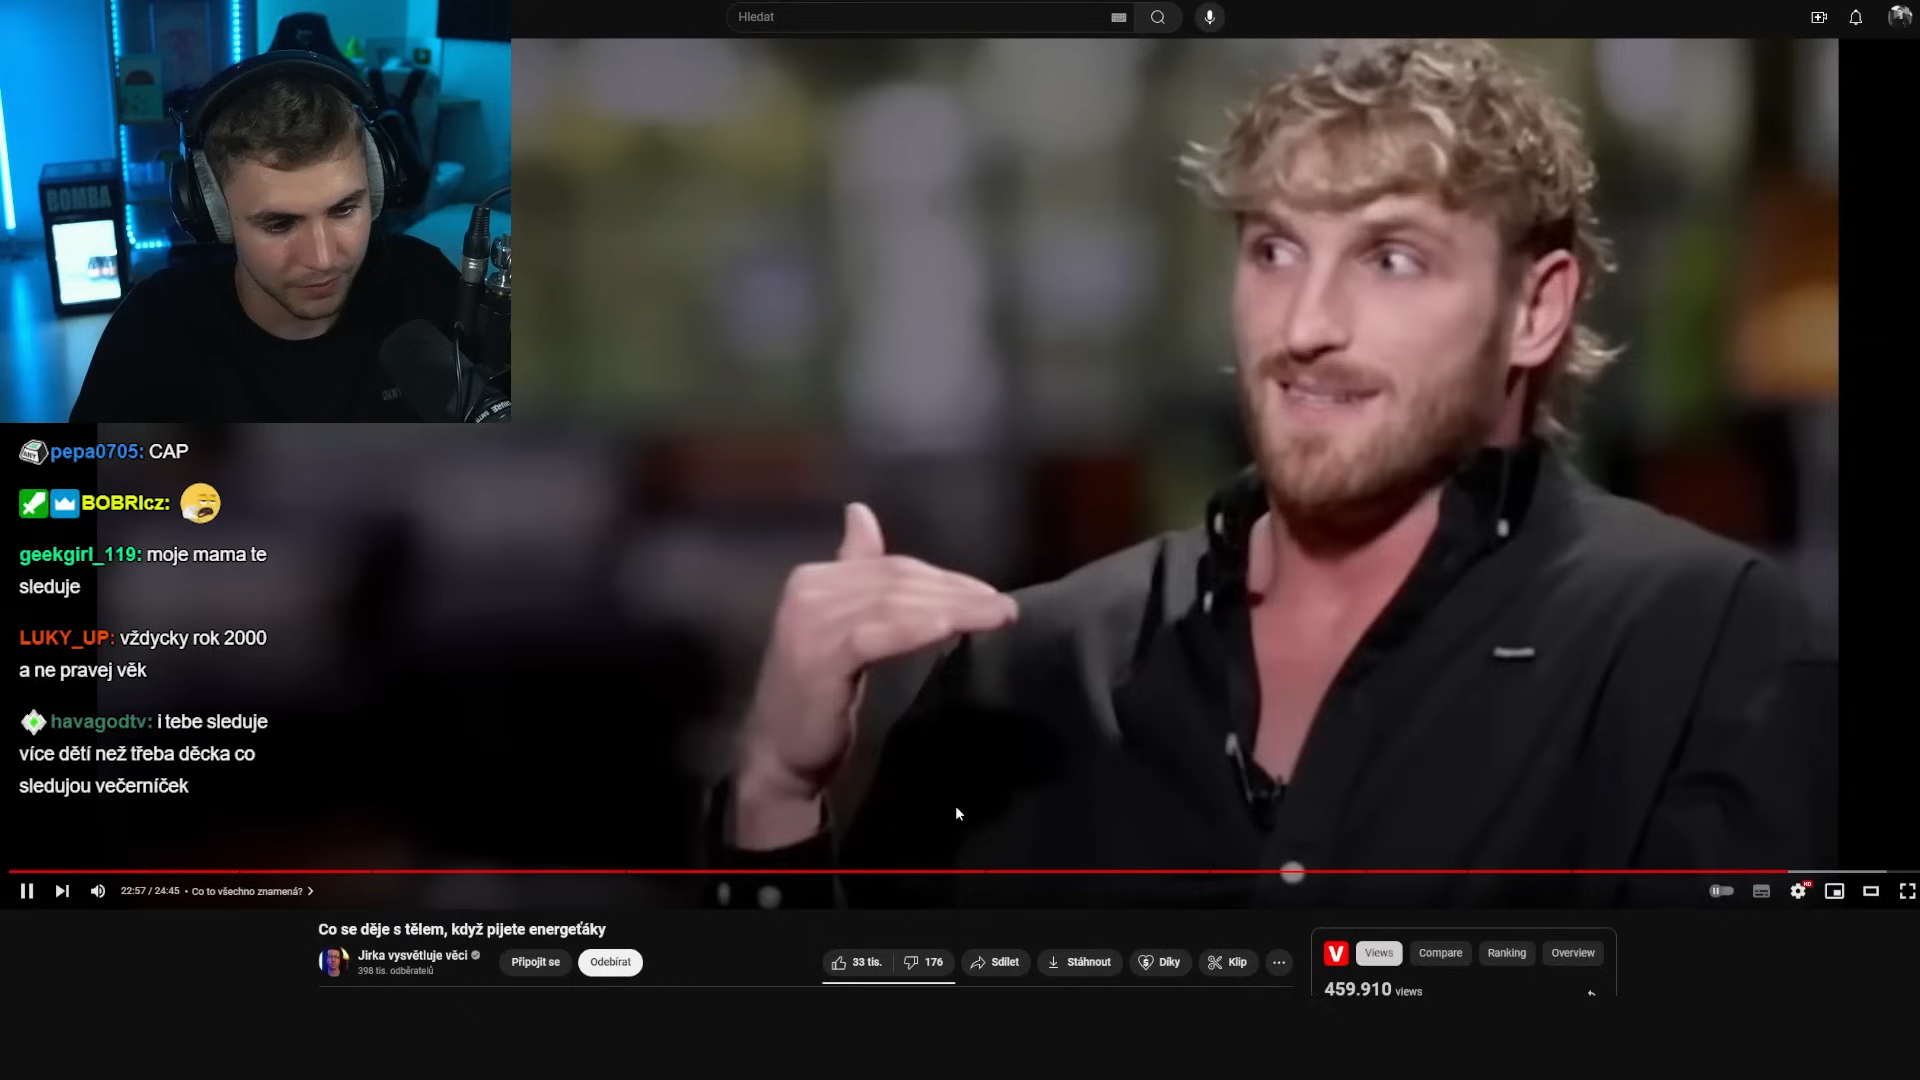 Hledat
BOMBA
pepa0705: CAP
BOBRIcz:
geekgirl_119: moje mama te
sleduje
LUKY_UP: vždycky rok 2000
a ne pravej věk
havagodtv: i tebe sleduje
více dětí než třeba děcka co
sledujou večerníček
22:57 / 24:45 • Co to všechno znamená?
HD
Co se děje s tělem, když pijete energeťáky
Jirka vysvětluje věci
398 tis. odběratelů
Připojit se
Odebírat
33 tis.
176
Sdílet
Stáhnout
Díky
Klip
V
Views
Compare
Ranking
Overview
459.910 views